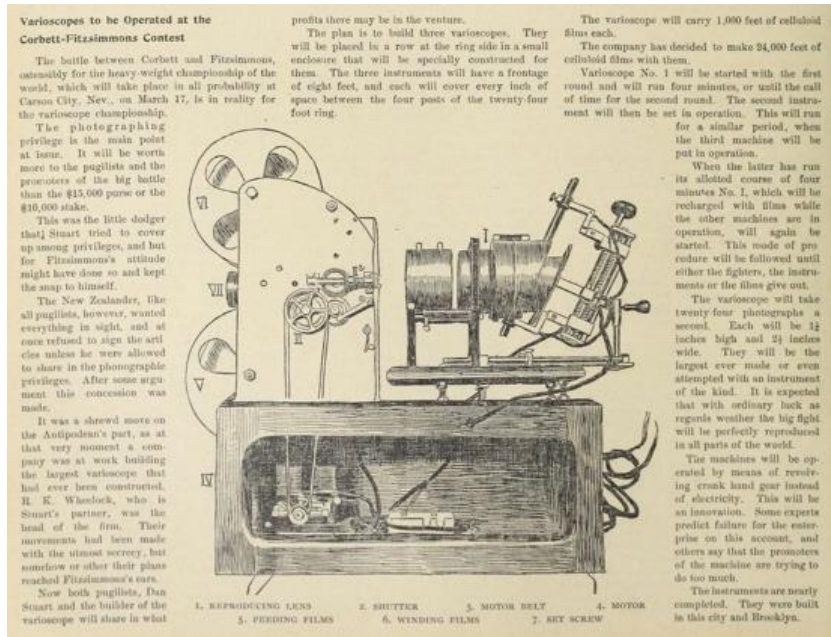 Varioscopes to be Operated at the
Corbett-Fitzsimmons Contest
The battle between Corbett and Fitzsimmons,
ostensibly for the heavy-weight championship of the
world, which will take place in all probability at
Carson City, Nev., on March 17, is in reality for
the varioscope championship.
The photographing
privilege is the main point
at issue. It will be worth
more to the pugilists and the
promoters of the big battle
than the $15,000 purse or the
$10,000 stake.
This was the little dodger
that Stuart tried to cover
up among privileges, and but
for Fitzsimmons's attitude
might have done so and kept
the snap to himself.
The New Zealander, like
all pugilists, however, wanted
everything in sight, and at
once refused to sign the arti
cles unless he were allowed
to share in the phonographic
privileges. After some argu-
ment this concession was
made.
It was a shrewd move on
the Antipodean's part, as at
that very moment a com-
pany was at work building
the largest varioscope that
had ever been constructed.
R. K. Wheelock, who is
Stuart's partner, was the
head of the firm. Their
movements had been made
with the utmost secrecy, but
somehow or other their plans
reached Fitzsimmons's ears.
Now both pugilists, Dan
Stuart and the builder of the
varioscope will share in what
profits there may be in the venture.
The plan is to build three varioscopes. They
will be placed in a row at the ring side in a small
enclosure that will be specially constructed for
them. The three instruments will have a frontage
of eight feet, and each will cover every inch of
space between the four posts of the twenty-four
foot ring.
The varioscope will carry 1,000 feet of celluloid
films each.
The company has decided to make 24,000 feet of
celluloid films with them.
Varioscope No. 1 will be started with the first
round and will run four minutes, or until the call
of time for the second round. The second instru-
ment will then be set in operation. This will run
for a similar period, when
the third machine will be
put in operation.
When the latter has run
its allotted course of four
minutes No. I, which will be
recharged with films while
the other machines are in
operation, will again be
started. This mode of pro
cedure will be followed until
either the fighters, the instru-
ments or the films give out.
The varioscope will take
twenty-four photographs a
second. Each will be 1½
inches high and 2½ inches
wide. They will be the
largest ever made or even
attempted with an instrument
of the kind. It is expected
that with ordinary luck as
regards weather the big fight
will be perfectly reproduced
in all parts of the world.
The machines will be op-
erated by means of revolv-
ing crank hand gear instead
of electricity. This will be
an innovation. Some experts
predict failure for the enter-
prise on this account, and
others say that the promoters
of the machine are trying to
do too much.
The instruments are nearly
completed. They were built
in this city and Brooklyn.
VI
VII
V
IV
I
II
1. REPRODUCING LENS 2. SHUTTER 3. MOTOR BELT 4. MOTOR
5. FEEDING FILMS 6. WINDING FILMS 7. SET SCREW